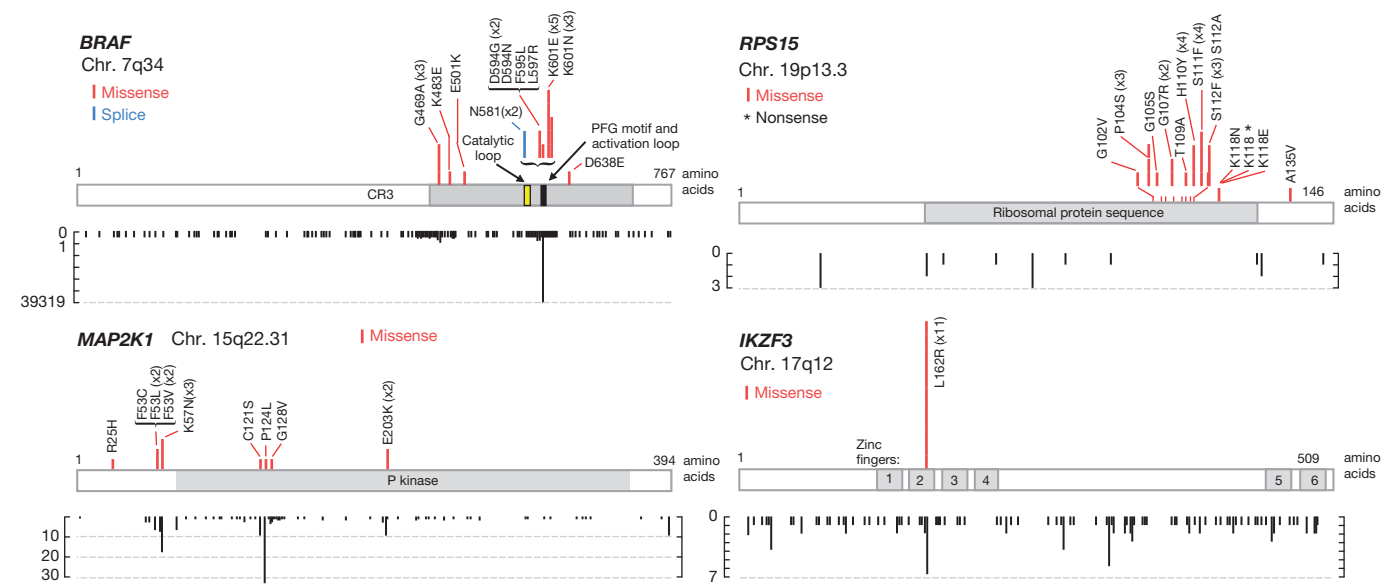 BRAF
Chr. 7q34
Missense
Splice
G469A (x3)
K483E
E501K
N581(x2)
D594G (x2)
D594N
F595L
L597R
K601E (x5)
K601N (x3)
Catalytic
loop
PFG motif and
activation loop
D638E
1
CR3
767
amino
acids
0
1
39319
RPS15
Chr. 19p13.3
Missense
* Nonsense
G102V
P104S (x3)
G105S
G107R (x2)
T109A
H110Y (x4)
S111F (x4)
S112F (x3) S112A
K118N
K118 *
K118E
A135V
1
146
amino
acids
Ribosomal protein sequence
0
3
MAP2K1 Chr. 15q22.31
Missense
R25H
F53C
F53L (x2)
F53V (x2)
K57N(x3)
C121S
P124L
G128V
E203K (x2)
1
394
amino
acids
P kinase
10
20
30
IKZF3
Chr. 17q12
Missense
L162R (x11)
1
Zinc
fingers:
509
amino
acids
1
2
3
4
5
6
0
7